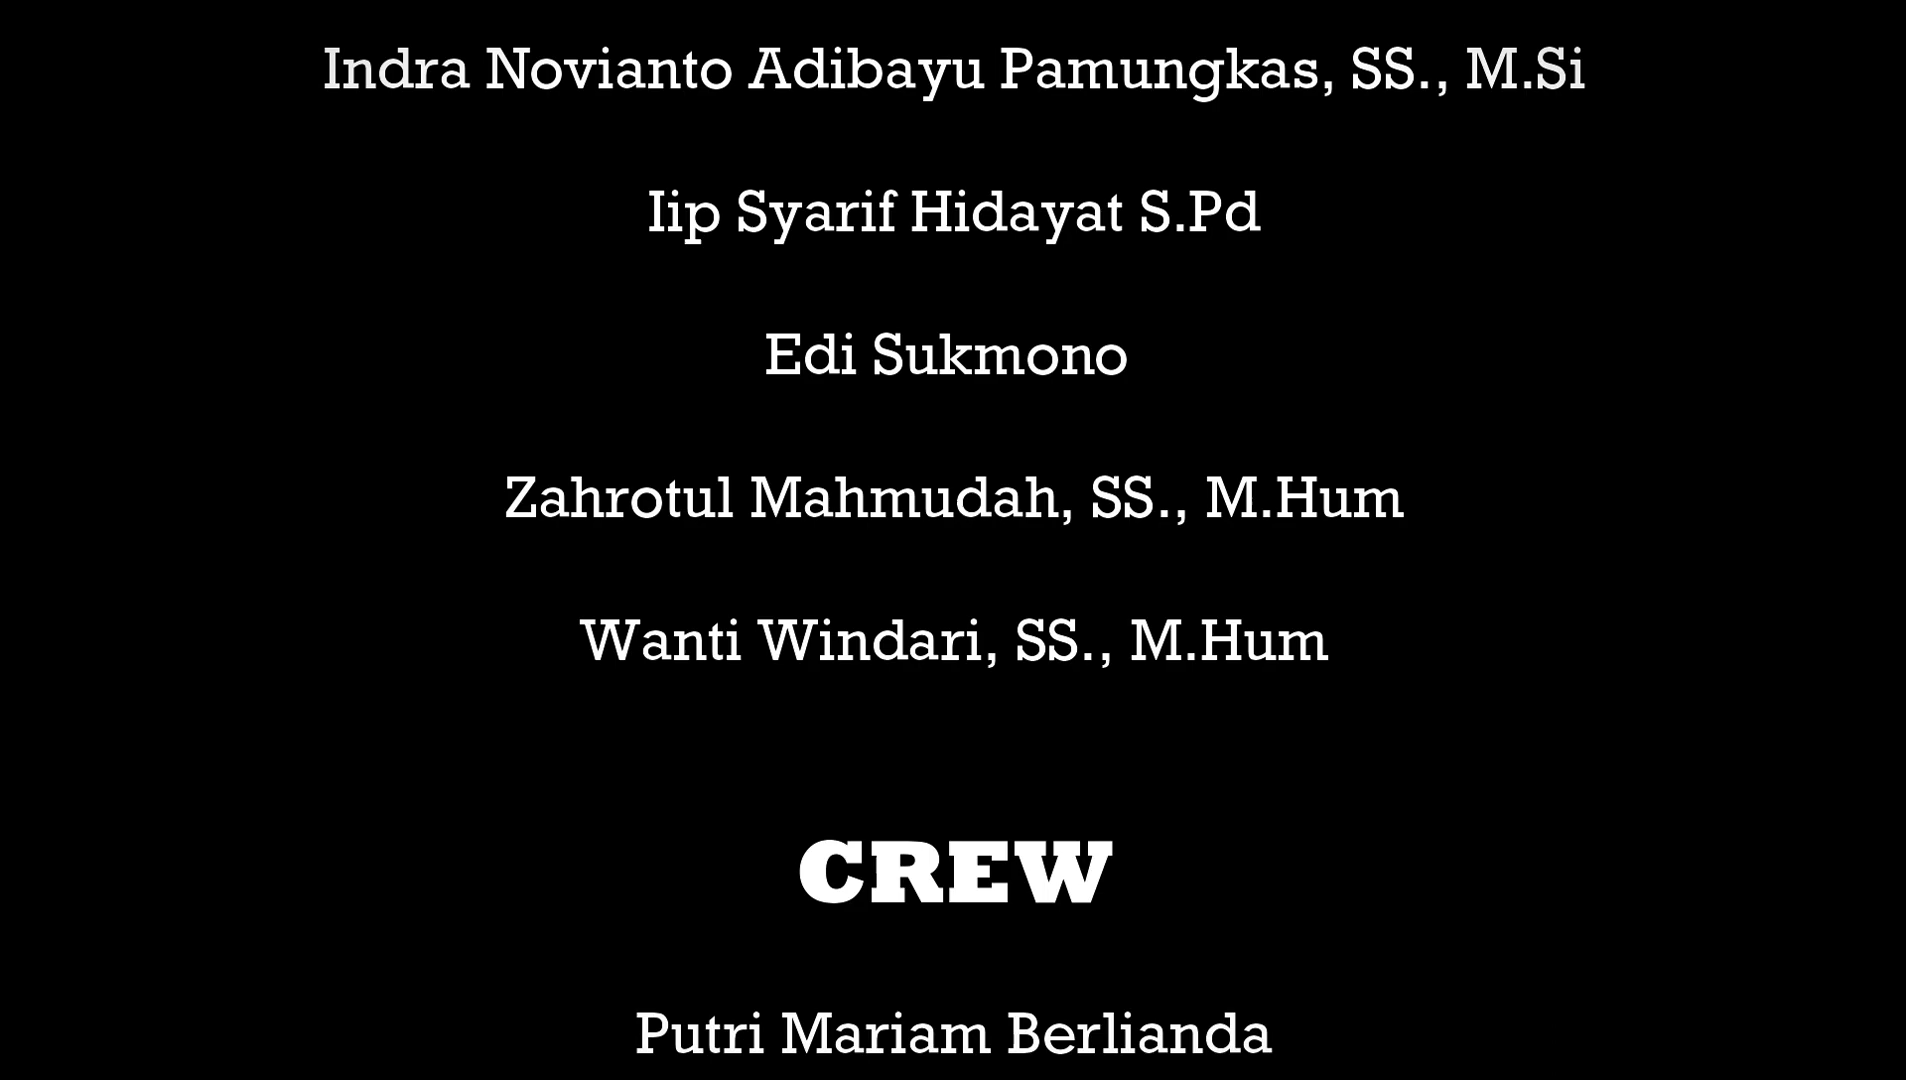 Indra Novianto Adibayu Pamungkas, SS., M.Si
Iip Syarif Hidayat S.Pd
Edi Sukmono
Zahrotul Mahmudah, SS., M.Hum
Wanti Windari, SS., M.Hum
CREW
Putri Mariam Berlianda